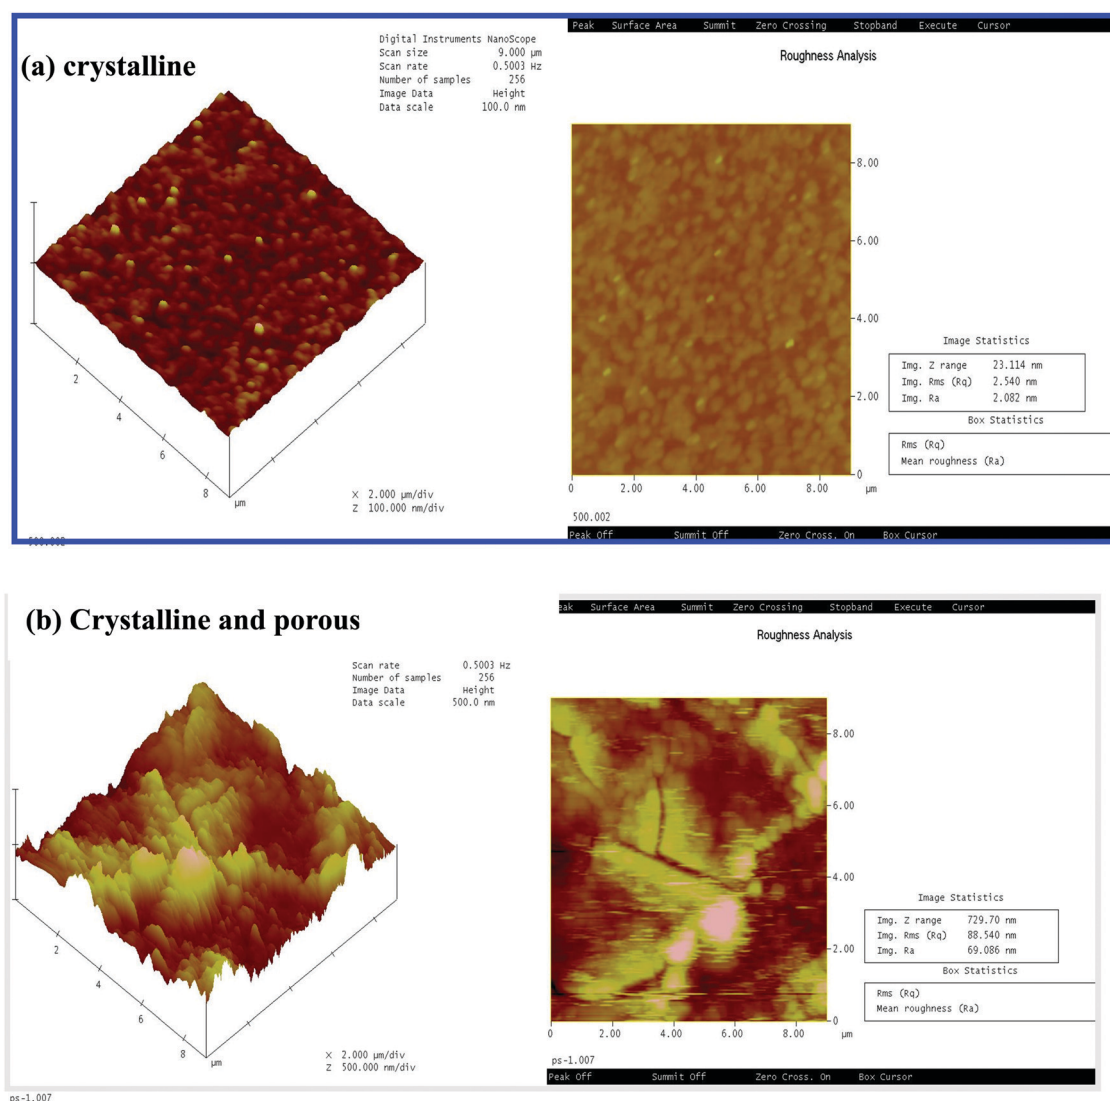 (a) crystalline
Digital Instruments NanoScope
Scan size 9.000 µm
Scan rate 0.5003 Hz
Number of samples 256
Image Data Height
Data scale 100.0 nm
2
4
6
8
µm
X 2.000 µm/div
Z 100.000 nm/div
500.002
Peak Surface Area Summit Zero Crossing Stopband Execute Cursor
Roughness Analysis
8.00
6.00
4.00
2.00
0
0 2.00 4.00 6.00 8.00 µm
Image Statistics
Img. Z range 23.114 nm
Img. Rms (Rq) 2.540 nm
Img. Ra 2.082 nm
Box Statistics
Rms (Rq)
Mean roughness (Ra)
500.002
Peak Off Summit Off Zero Cross. On Box Cursor
(b) Crystalline and porous
Scan rate 0.5003 Hz
Number of samples 256
Image Data Height
Data scale 500.0 nm
2
4
6
8
µm
X 2.000 µm/div
Z 500.000 nm/div
ps-1.007
eak Surface Area Summit Zero Crossing Stopband Execute Cursor
Roughness Analysis
8.00
6.00
4.00
2.00
0
0 2.00 4.00 6.00 8.00 µm
Image Statistics
Img. Z range 729.70 nm
Img. Rms (Rq) 88.540 nm
Img. Ra 69.086 nm
Box Statistics
Rms (Rq)
Mean roughness (Ra)
ps-1.007
Peak Off Summit Off Zero Cross. On Box Cursor